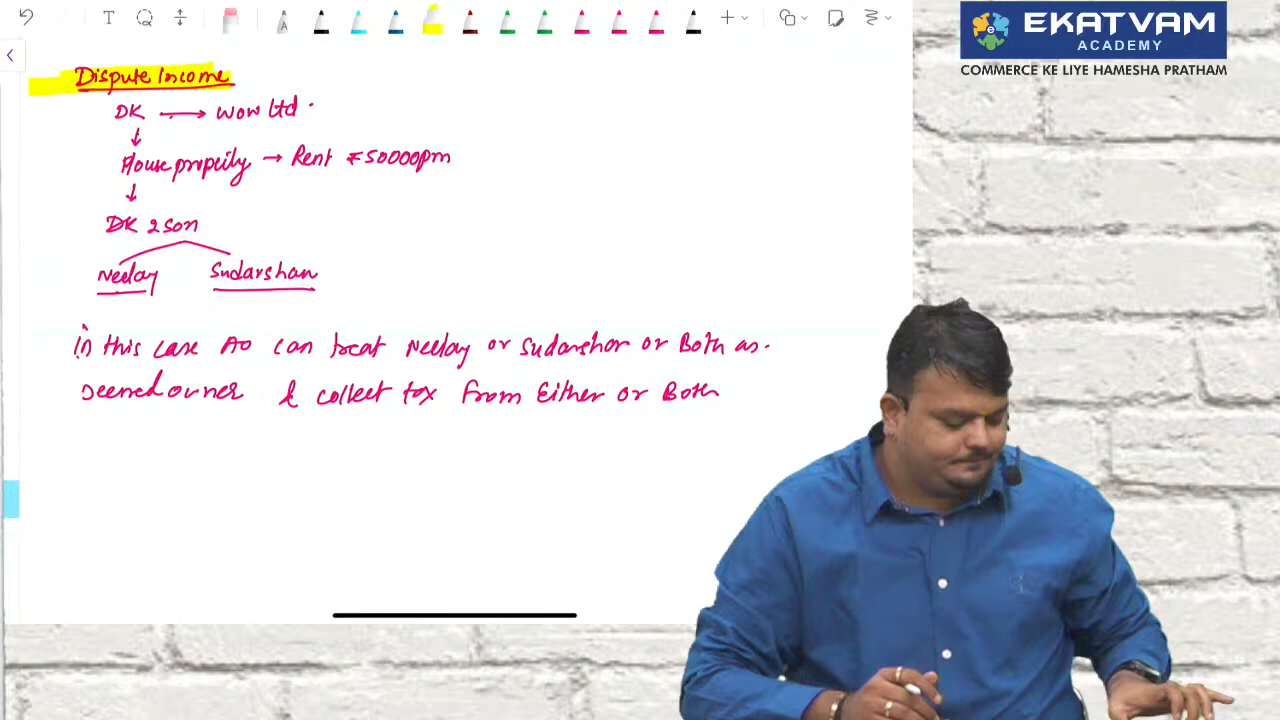 EKATVAM
ACADEMY
COMMERCE KE LIYE HAMESHA PRATHAM
Dispute Income
DK → wow Ltd.
House property → Rent ₹50000pm
DK 2 son
Neelay Sudarshan
in this case AO can treat Neelay or Sudarshan or Both as.
Deemed owner & collect tax from Either or Both